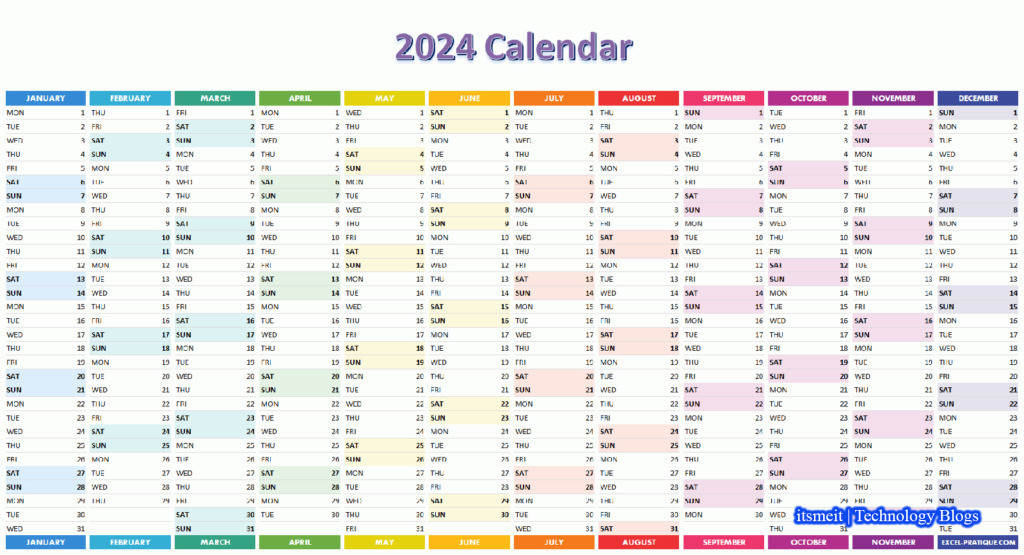 2024 Calendar
JANUARY FEBRUARY MARCH APRIL MAY JUNE JULY AUGUST SEPTEMBER OCTOBER NOVEMBER DECEMBER
MON 1 THU 1 FRI 1 MON 1 WED 1 SAT 1 MON 1 THU 1 SUN 1 TUE 1 FRI 1 SUN 1
TUE 2 FRI 2 SAT 2 TUE 2 THU 2 SUN 2 TUE 2 FRI 2 MON 2 WED 2 SAT 2 MON 2
WED 3 SAT 3 SUN 3 WED 3 FRI 3 MON 3 WED 3 SAT 3 TUE 3 THU 3 SUN 3 TUE 3
THU 4 SUN 4 MON 4 THU 4 SAT 4 TUE 4 THU 4 SUN 4 WED 4 FRI 4 MON 4 WED 4
FRI 5 MON 5 TUE 5 FRI 5 SUN 5 WED 5 FRI 5 MON 5 THU 5 SAT 5 TUE 5 THU 5
SAT 6 TUE 6 WED 6 SAT 6 MON 6 THU 6 SAT 6 TUE 6 FRI 6 SUN 6 WED 6 FRI 6
SUN 7 WED 7 THU 7 SUN 7 TUE 7 FRI 7 SUN 7 WED 7 SAT 7 MON 7 THU 7 SAT 7
MON 8 THU 8 FRI 8 MON 8 WED 8 SAT 8 MON 8 THU 8 SUN 8 TUE 8 FRI 8 SUN 8
TUE 9 FRI 9 SAT 9 TUE 9 THU 9 SUN 9 TUE 9 FRI 9 MON 9 WED 9 SAT 9 MON 9
WED 10 SAT 10 SUN 10 WED 10 FRI 10 MON 10 WED 10 SAT 10 TUE 10 THU 10 SUN 10 TUE 10
THU 11 SUN 11 MON 11 THU 11 SAT 11 TUE 11 THU 11 SUN 11 WED 11 FRI 11 MON 11 WED 11
FRI 12 MON 12 TUE 12 FRI 12 SUN 12 WED 12 FRI 12 MON 12 THU 12 SAT 12 TUE 12 THU 12
SAT 13 TUE 13 WED 13 SAT 13 MON 13 THU 13 SAT 13 TUE 13 FRI 13 SUN 13 WED 13 FRI 13
SUN 14 WED 14 THU 14 SUN 14 TUE 14 FRI 14 SUN 14 WED 14 SAT 14 MON 14 THU 14 SAT 14
MON 15 THU 15 FRI 15 MON 15 WED 15 SAT 15 MON 15 THU 15 SUN 15 TUE 15 FRI 15 SUN 15
TUE 16 FRI 16 SAT 16 TUE 16 THU 16 SUN 16 TUE 16 FRI 16 MON 16 WED 16 SAT 16 MON 16
WED 17 SAT 17 SUN 17 WED 17 FRI 17 MON 17 WED 17 SAT 17 TUE 17 THU 17 SUN 17 TUE 17
THU 18 SUN 18 MON 18 THU 18 SAT 18 TUE 18 THU 18 SUN 18 WED 18 FRI 18 MON 18 WED 18
FRI 19 MON 19 TUE 19 FRI 19 SUN 19 WED 19 FRI 19 MON 19 THU 19 SAT 19 TUE 19 THU 19
SAT 20 TUE 20 WED 20 SAT 20 MON 20 THU 20 SAT 20 TUE 20 FRI 20 SUN 20 WED 20 FRI 20
SUN 21 WED 21 THU 21 SUN 21 TUE 21 FRI 21 SUN 21 WED 21 SAT 21 MON 21 THU 21 SAT 21
MON 22 THU 22 FRI 22 MON 22 WED 22 SAT 22 MON 22 THU 22 SUN 22 TUE 22 FRI 22 SUN 22
TUE 23 FRI 23 SAT 23 TUE 23 THU 23 SUN 23 TUE 23 FRI 23 MON 23 WED 23 SAT 23 MON 23
WED 24 SAT 24 SUN 24 WED 24 FRI 24 MON 24 WED 24 SAT 24 TUE 24 THU 24 SUN 24 TUE 24
THU 25 SUN 25 MON 25 THU 25 SAT 25 TUE 25 THU 25 SUN 25 WED 25 FRI 25 MON 25 WED 25
FRI 26 MON 26 TUE 26 FRI 26 SUN 26 WED 26 FRI 26 MON 26 THU 26 SAT 26 TUE 26 THU 26
SAT 27 TUE 27 WED 27 SAT 27 MON 27 THU 27 SAT 27 TUE 27 FRI 27 SUN 27 WED 27 FRI 27
SUN 28 WED 28 THU 28 SUN 28 TUE 28 FRI 28 SUN 28 WED 28 SAT 28 MON 28 THU 28 SAT 28
MON 29 THU 29 FRI 29 MON 29 WED 29 SAT 29 MON 29 THU 29 SUN 29 TUE 29 FRI 29 SUN 29
TUE 30 SAT 30 TUE 30 THU 30 SUN 30 TUE 30 FRI 30 MON 30 WED 30
itsmeit | Technology Blogs
WED 31 SUN 31 FRI 31 WED 31 SAT 31 THU 31
JANUARY FEBRUARY MARCH APRIL MAY JUNE JULY AUGUST SEPTEMBER OCTOBER NOVEMBER EXCEL-PRATIQUE.COM